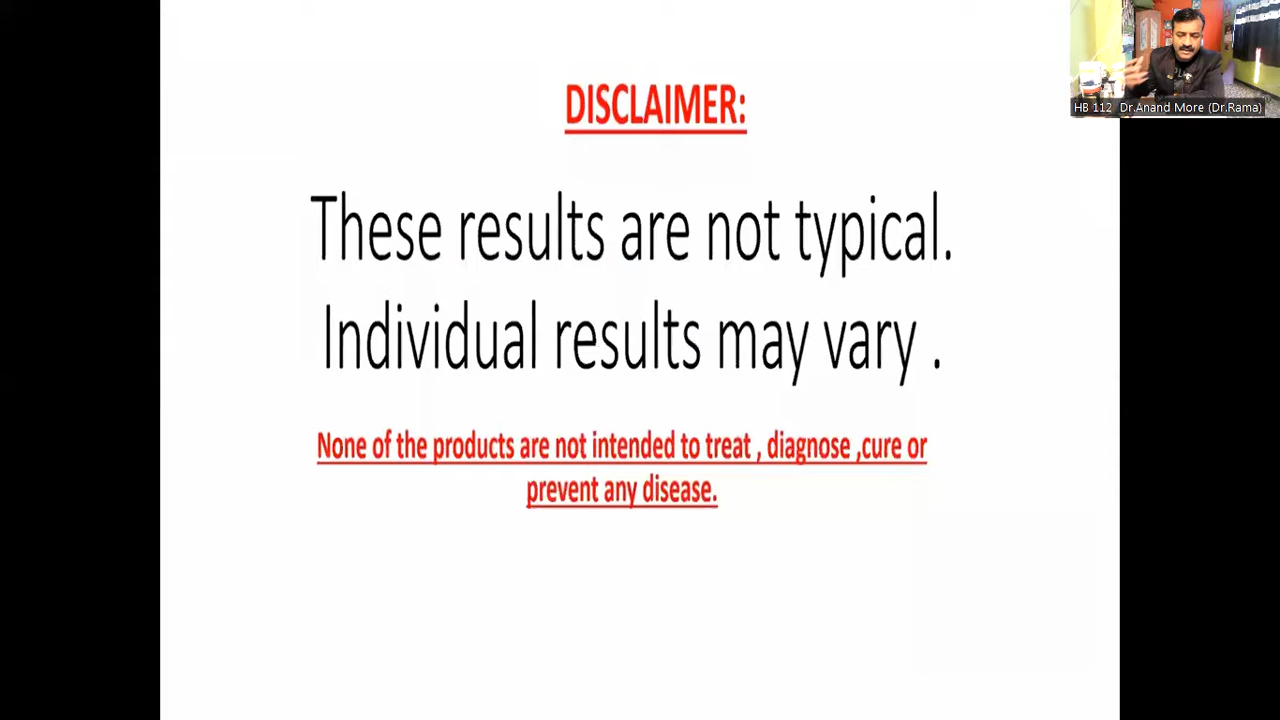 DISCLAIMER:
These results are not typical.
Individual results may vary .
None of the products are not intended to treat , diagnose ,cure or
prevent any disease.
HB 112 Dr.Anand More (Dr.Rama)